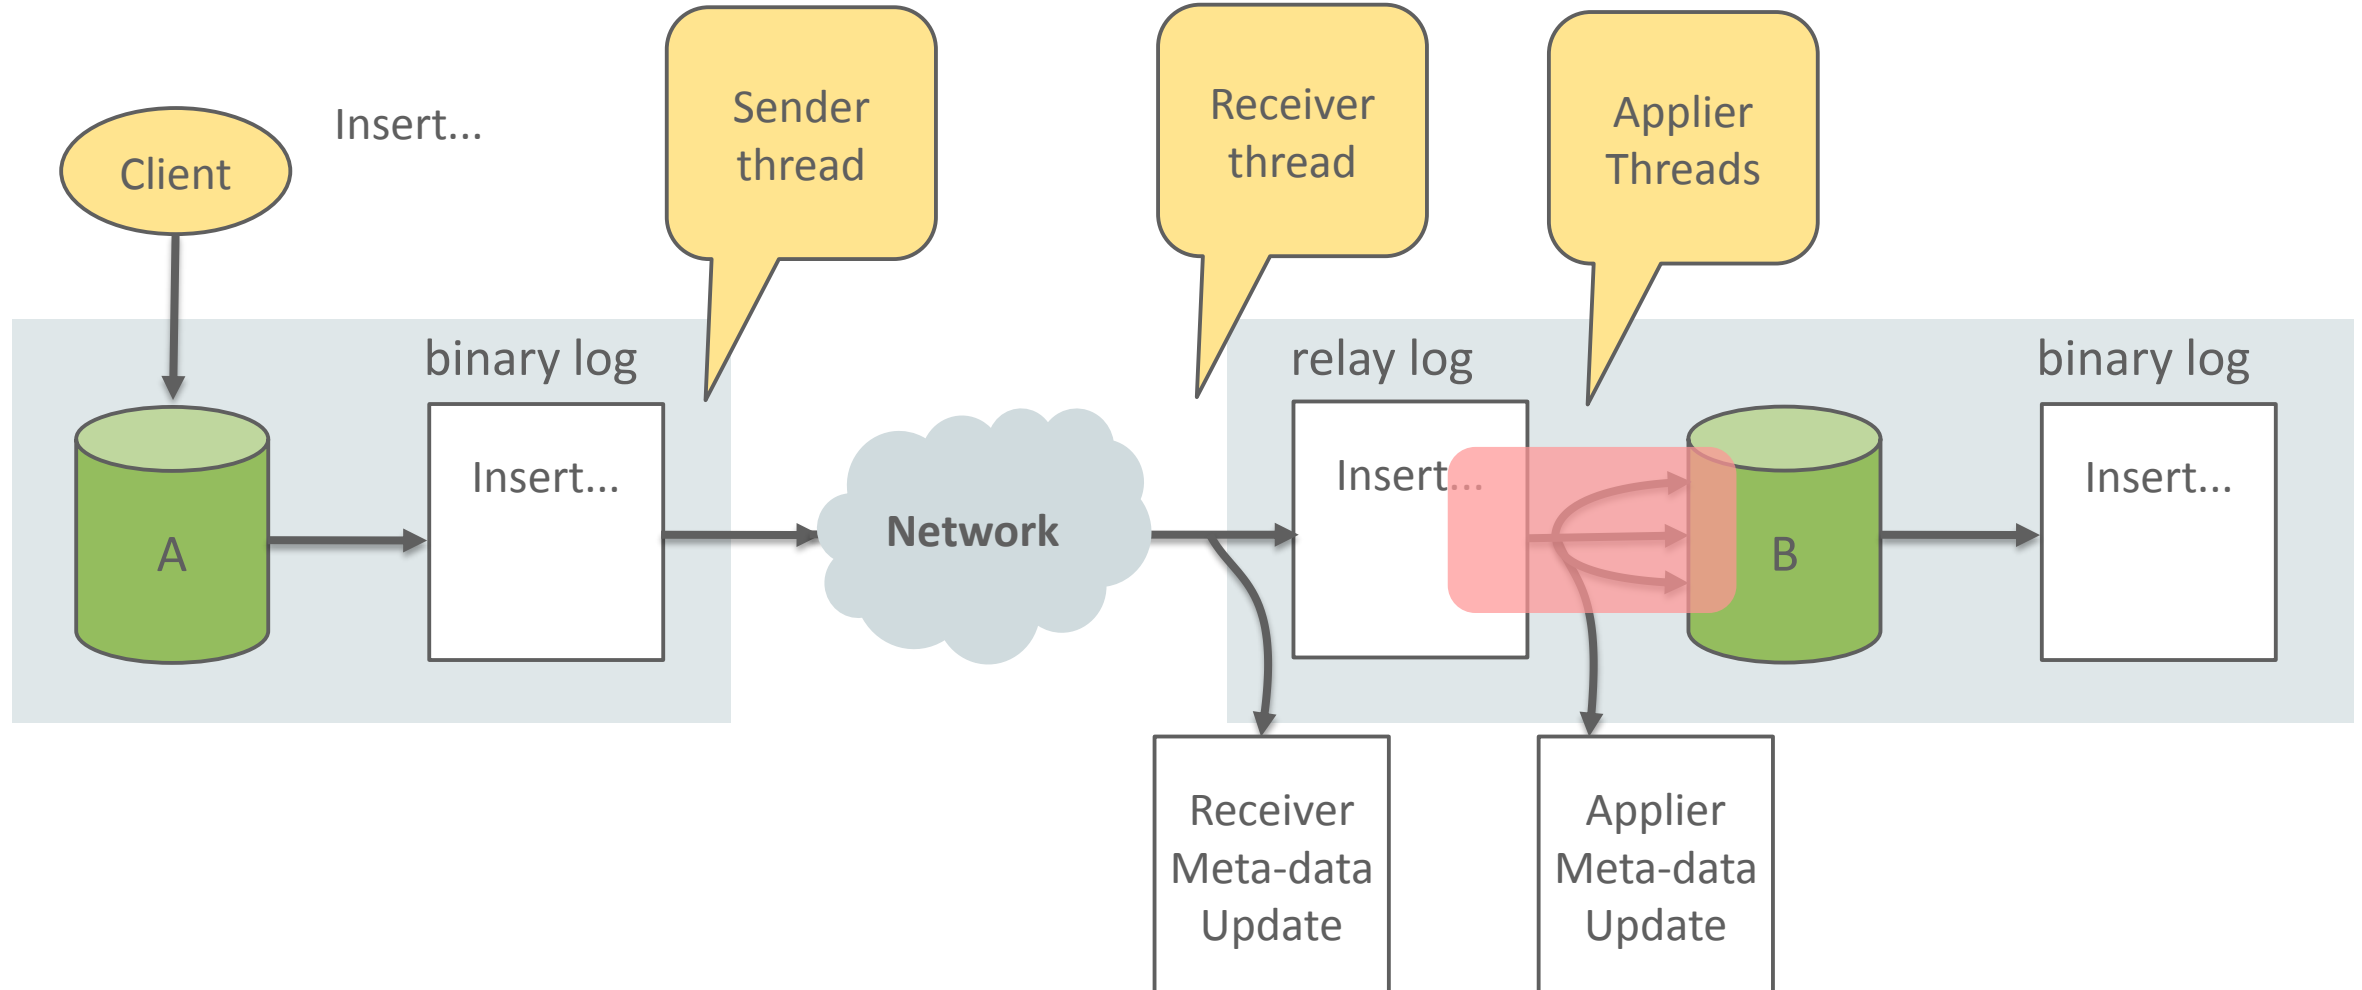 Client
Insert...
Sender
thread
Receiver
thread
Applier
Threads
binary log
Insert...
A
Network
relay log
Insert...
B
binary log
Insert...
Receiver
Meta-data
Update
Applier
Meta-data
Update